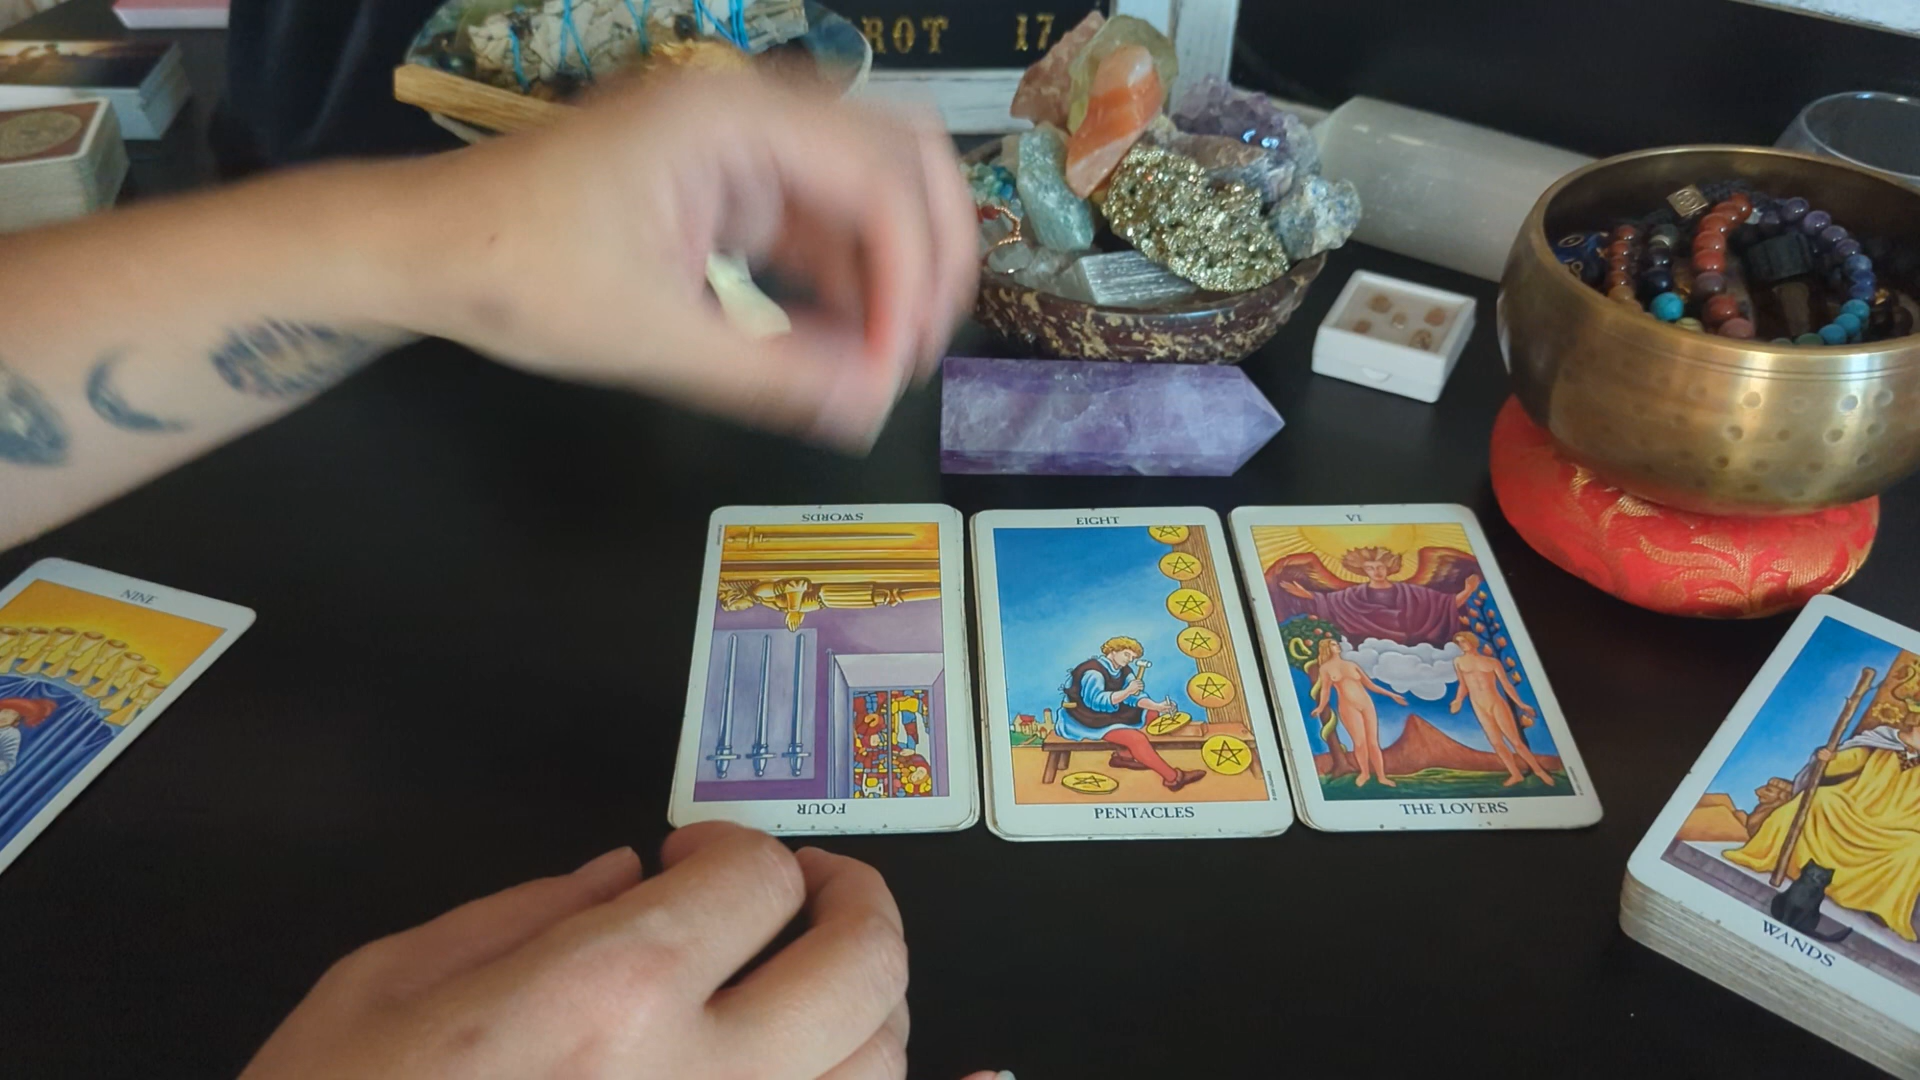 ROT 17
NINE
SWORDS
FOUR
EIGHT
PENTACLES
VI
THE LOVERS
WANDS